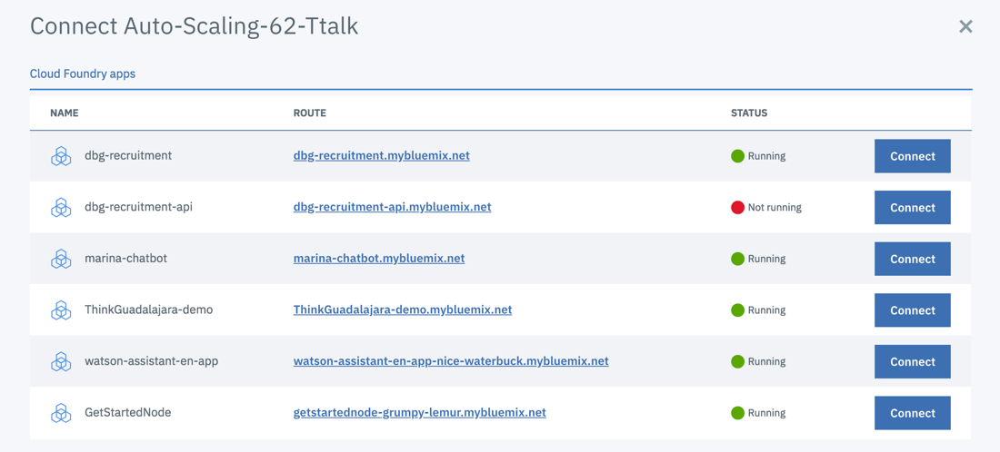 Connect Auto-Scaling-62-Ttalk
Cloud Foundry apps
NAME ROUTE STATUS
dbg-recruitment dbg-recruitment.mybluemix.net Running Connect
dbg-recruitment-api dbg-recruitment-api.mybluemix.net Not running Connect
marina-chatbot marina-chatbot.mybluemix.net Running Connect
ThinkGuadalajara-demo ThinkGuadalajara-demo.mybluemix.net Running Connect
watson-assistant-en-app watson-assistant-en-app-nice-waterbuck.mybluemix.net Running Connect
GetStartedNode getstartednode-grumpy-lemur.mybluemix.net Running Connect